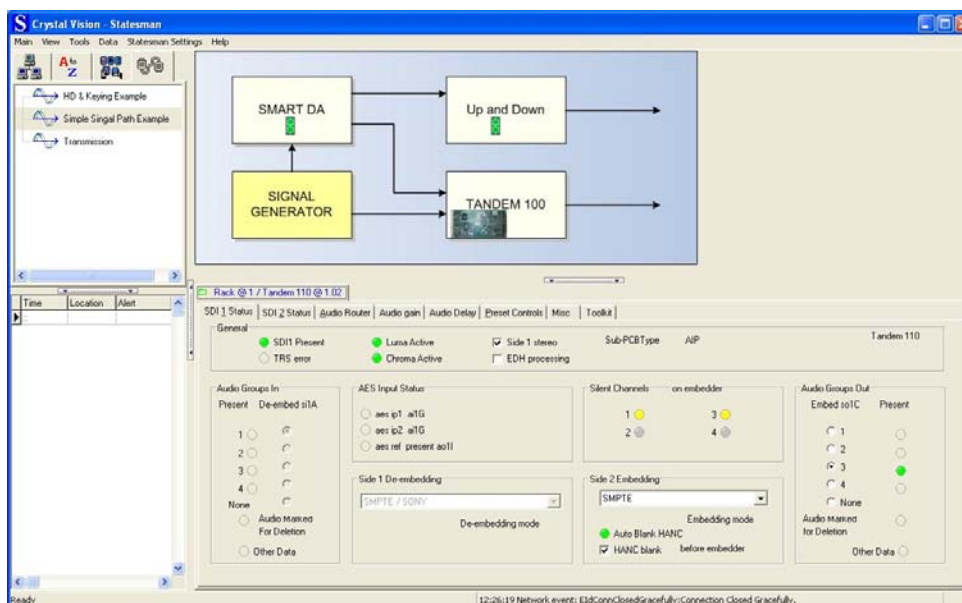 Crystal Vision - Statesman
Main View Tools Data Statesman Settings Help
A to Z
HD & Keying Example
Simple Singal Path Example
Transmission
SMART DA
Up and Down
SIGNAL GENERATOR
TANDEM 100
Time Location Alert
Rack @ 1 / Tandem 110 @ 1.02
SDI 1 Status SDI 2 Status Audio Router Audio gain Audio Delay Preset Controls Misc Toolkit
General
SDI1 Present
TRS error
Luma Active
Chroma Active
Side 1 stereo
EDH processing
Sub-PCBType AIP
Tandem 110
Audio Groups In
Present De-embed si1A
1
2
3
4
None
Audio Marked
For Deletion
Other Data
AES Input Status
aes ip1 ai1G
aes ip2 ai1G
aes ref present ao1I
Side 1 De-embedding
SMPTE / SONY
De-embedding mode
Silent Channels on embedder
1 3
2 4
Side 2 Embedding
SMPTE
Embedding mode
Auto Blank HANC
HANC blank before embedder
Audio Groups Out
Embed so1C Present
1
2
3
4
None
Audio Marked
for Deletion
Other Data
Ready
12:26:19 Network event: EIdConnClosedGracefully:Connection Closed Gracefully.